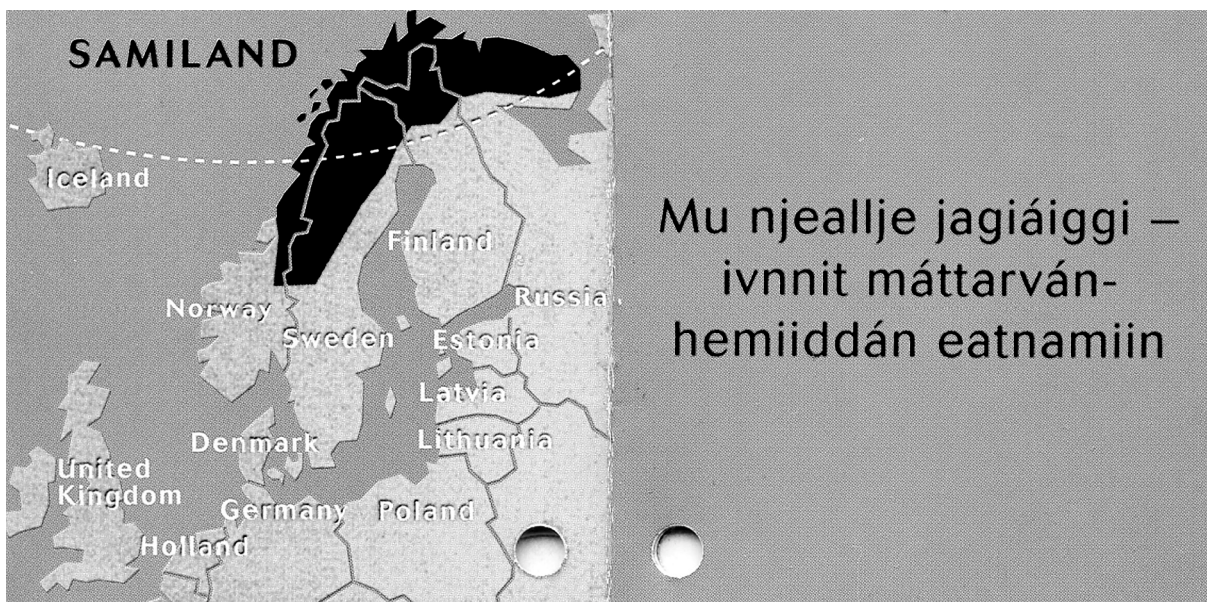 SAMILAND
Iceland
Finland
Norway
Russia
Sweden
Estonia
Latvia
Denmark
Lithuania
United
Kingdom
Germany
Poland
Holland
Mu njeallje jagiáiggi –
ivnnit máttarván-
hemiiddán eatnamiin